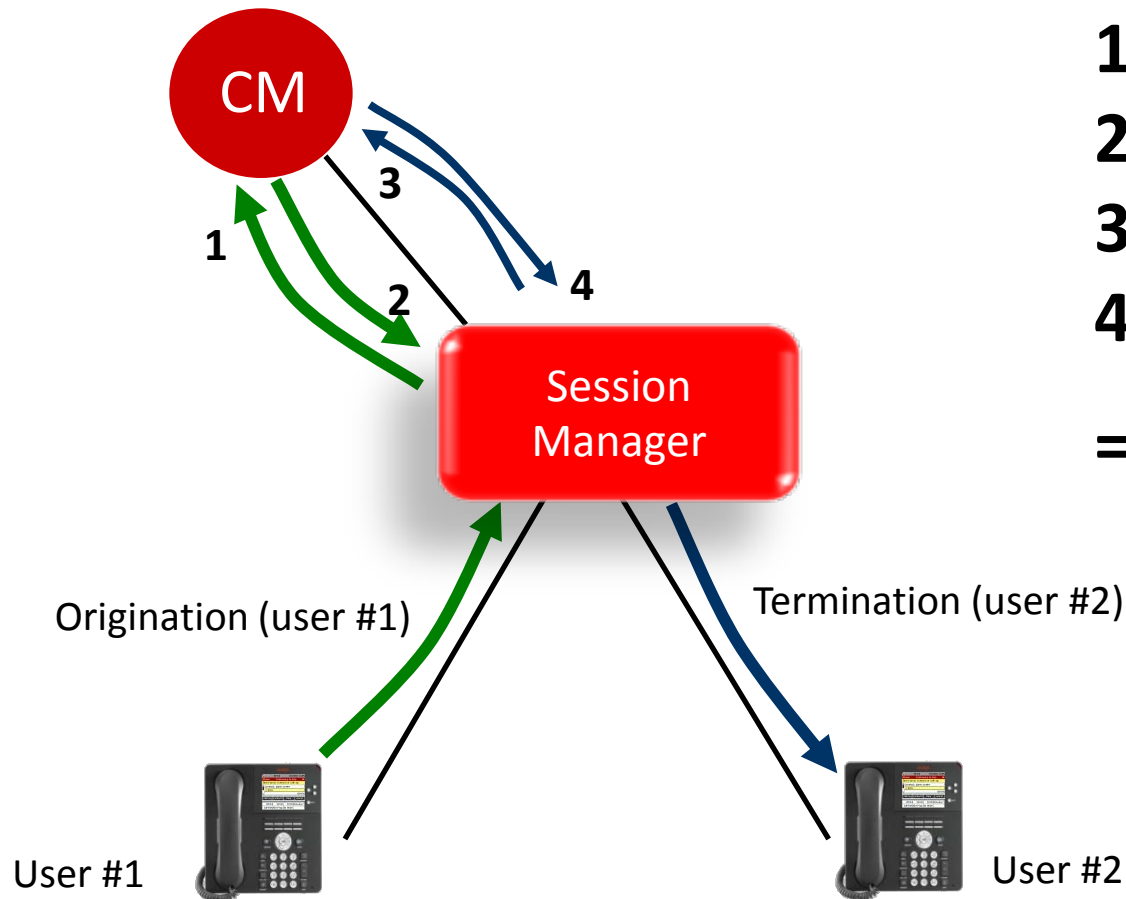 CM
1
2
3
4
=
3
1
2
4
Session
Manager
Origination (user #1)
Termination (user #2)
User #1
User #2